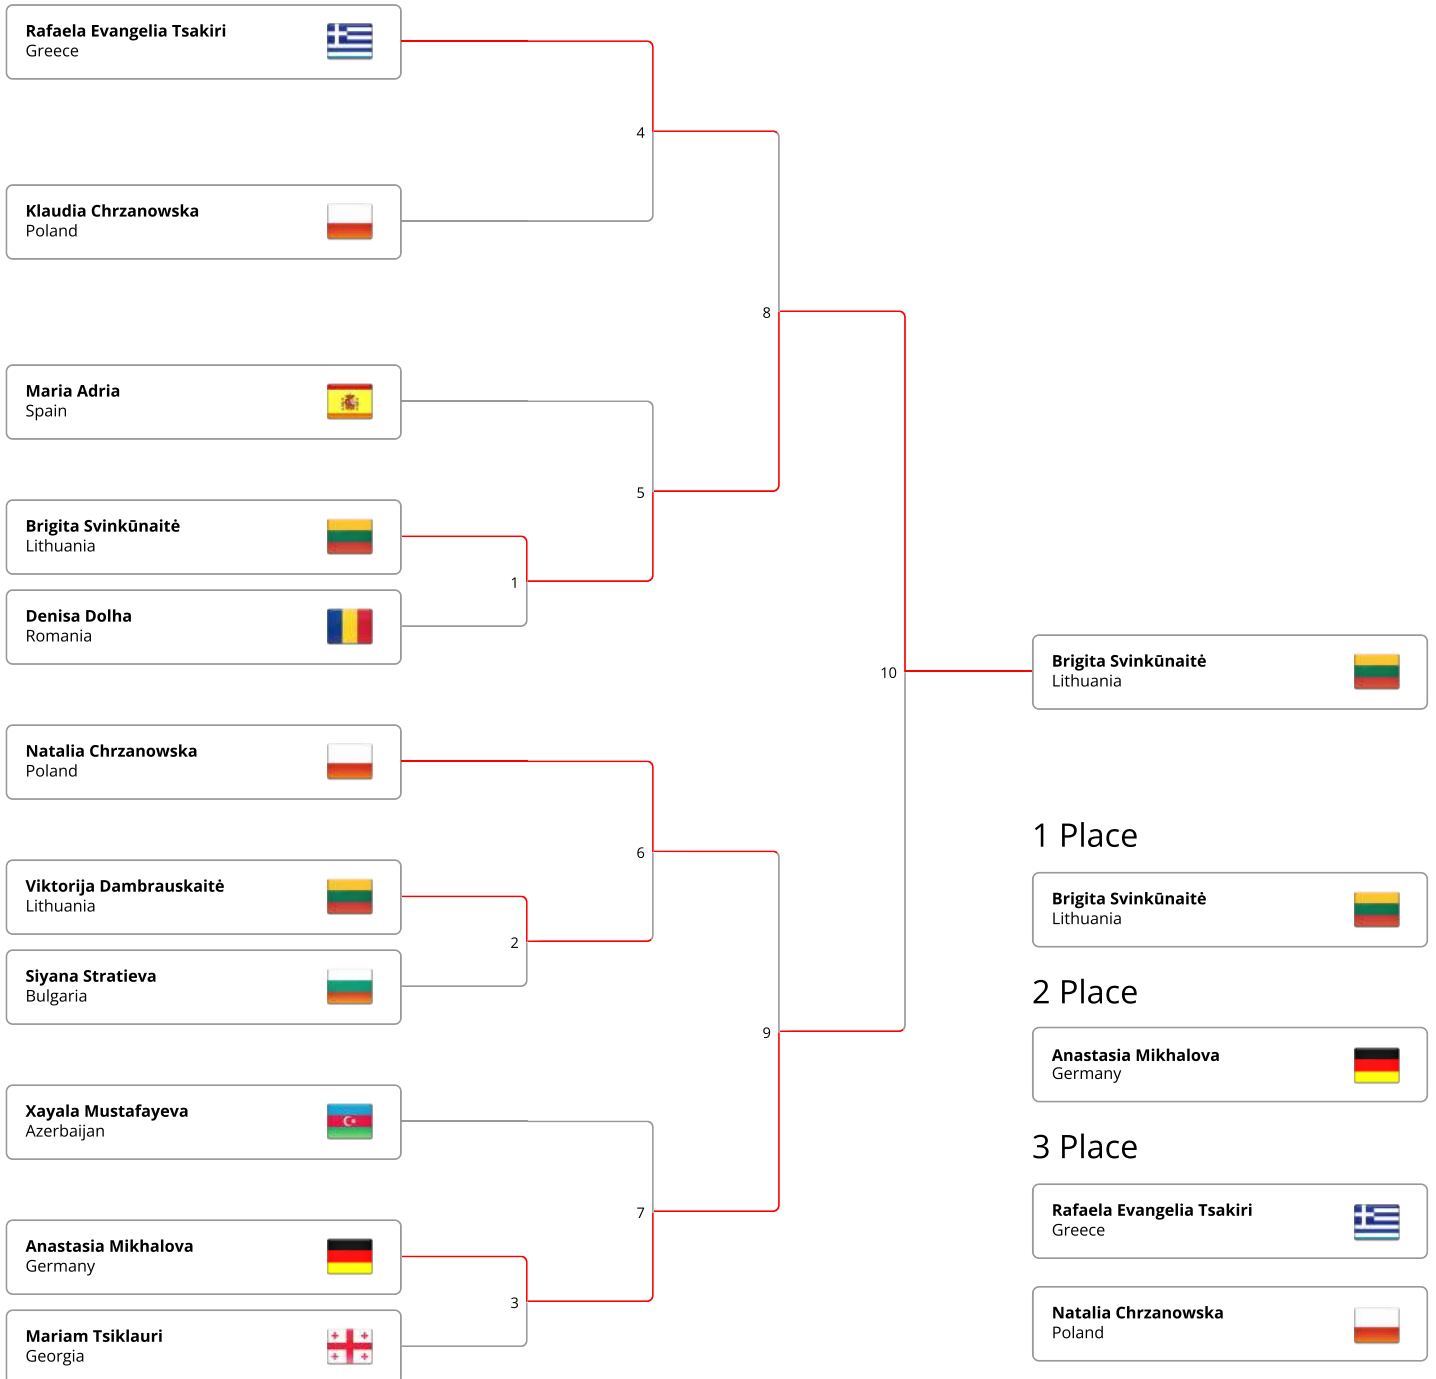 Rafaela Evangelia Tsakiri
Greece
4
Klaudia Chrzanowska
Poland
8
Maria Adria
Spain
5
Brigita Svinkūnaitė
Lithuania
1
Denisa Dolha
Romania
10
Brigita Svinkūnaitė
Lithuania
Natalia Chrzanowska
Poland
6
Viktorija Dambrauskaitė
Lithuania
2
Siyana Stratieva
Bulgaria
9
Xayala Mustafayeva
Azerbaijan
7
Anastasia Mikhalova
Germany
3
Mariam Tsiklauri
Georgia
1 Place
Brigita Svinkūnaitė
Lithuania
2 Place
Anastasia Mikhalova
Germany
3 Place
Rafaela Evangelia Tsakiri
Greece
Natalia Chrzanowska
Poland